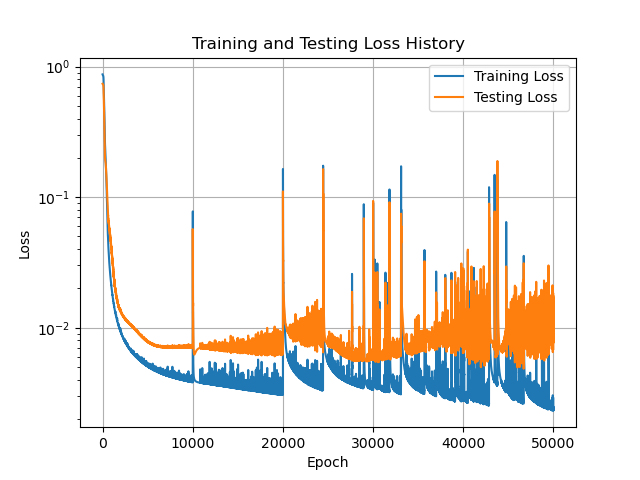 Training and Testing Loss History
Training Loss
Testing Loss
Loss
10⁰
10⁻¹
10⁻²
0 10000 20000 30000 40000 50000
Epoch